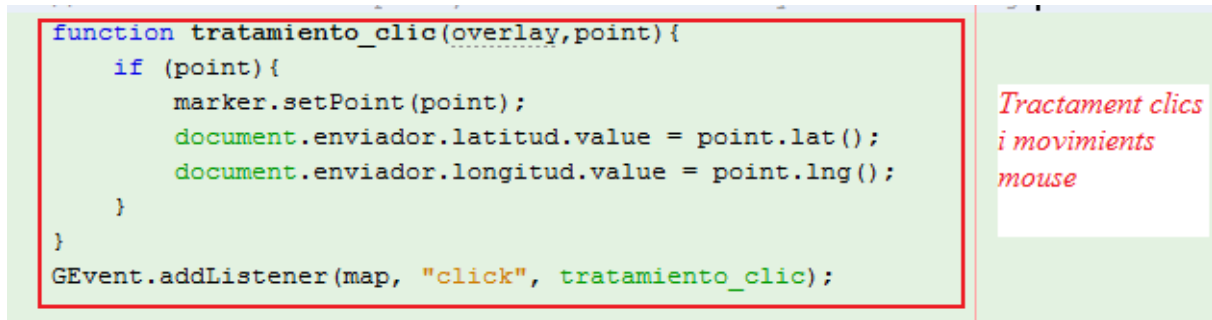 function tratamiento_clic(overlay,point){
if (point){
marker.setPoint(point);
document.enviador.latitud.value = point.lat();
document.enviador.longitud.value = point.lng();
}
}
GEvent.addListener(map, "click", tratamiento_clic);
Tractament clics
i movimients
mouse